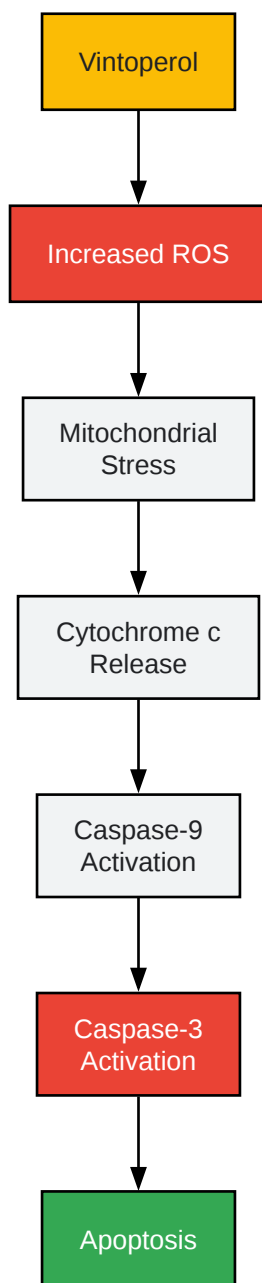 Vintoperol
Increased ROS
Mitochondrial
Stress
Cytochrome c
Release
Caspase-9
Activation
Caspase-3
Activation
Apoptosis